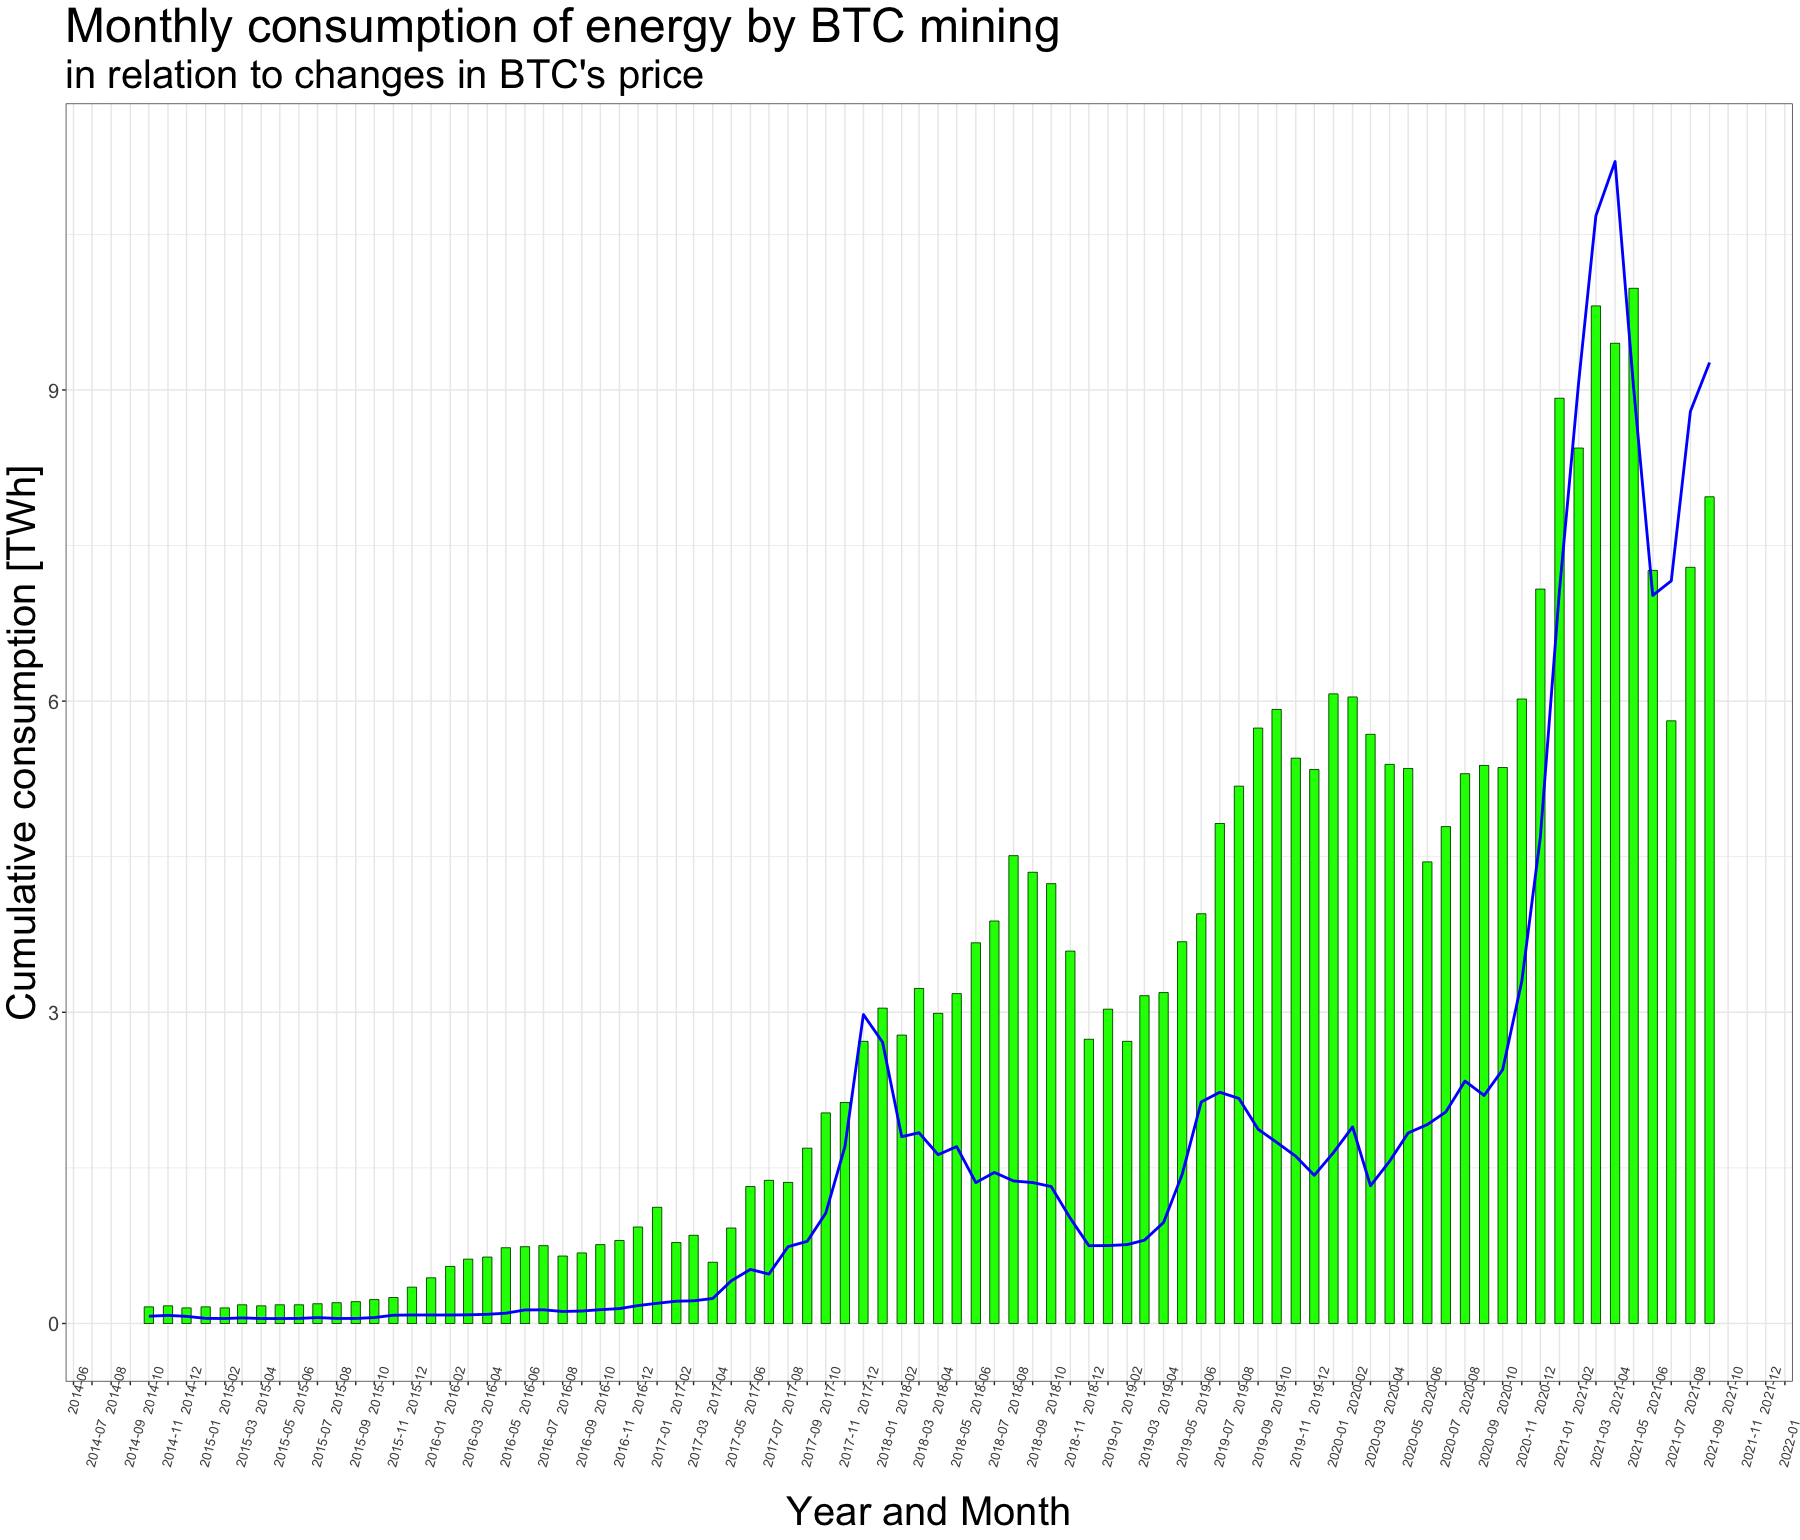 Monthly consumption of energy by BTC mining
in relation to changes in BTC's price
Cumulative consumption [TWh]
9
6
3
0
2014-06 2014-08 2014-10 2014-12 2015-02 2015-04 2015-06 2015-08 2015-10 2015-12 2016-02 2016-04 2016-06 2016-08 2016-10 2016-12 2017-02 2017-04 2017-06 2017-08 2017-10 2017-12 2018-02 2018-04 2018-06 2018-08 2018-10 2018-12 2019-02 2019-04 2019-06 2019-08 2019-10 2019-12 2020-02 2020-04 2020-06 2020-08 2020-10 2020-12 2021-02 2021-04 2021-06 2021-08 2021-10 2021-12
2014-07 2014-09 2014-11 2015-01 2015-03 2015-05 2015-07 2015-09 2015-11 2016-01 2016-03 2016-05 2016-07 2016-09 2016-11 2017-01 2017-03 2017-05 2017-07 2017-09 2017-11 2018-01 2018-03 2018-05 2018-07 2018-09 2018-11 2019-01 2019-03 2019-05 2019-07 2019-09 2019-11 2020-01 2020-03 2020-05 2020-07 2020-09 2020-11 2021-01 2021-03 2021-05 2021-07 2021-09 2021-11 2022-01
Year and Month